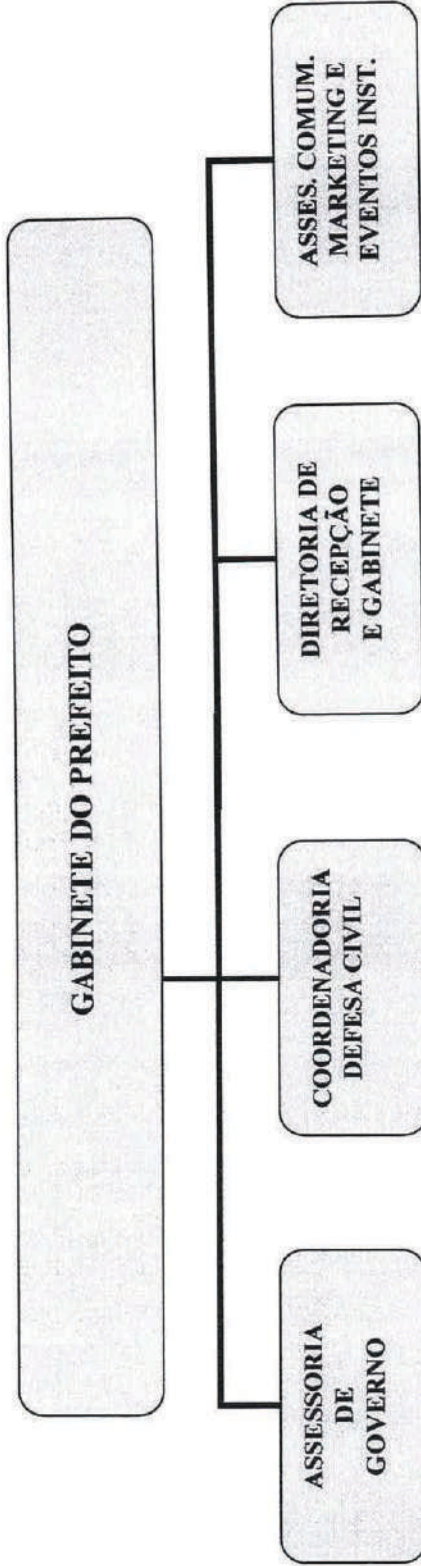 GABINETE DO PREFEITO
ASSESSORIA
DE
GOVERNO
COORDENADORIA
DEFESA CIVIL
DIRETORIA DE
RECEPÇÃO
E GABINETE
ASSES. COMUM.
MARKETING E
EVENTOS INST.